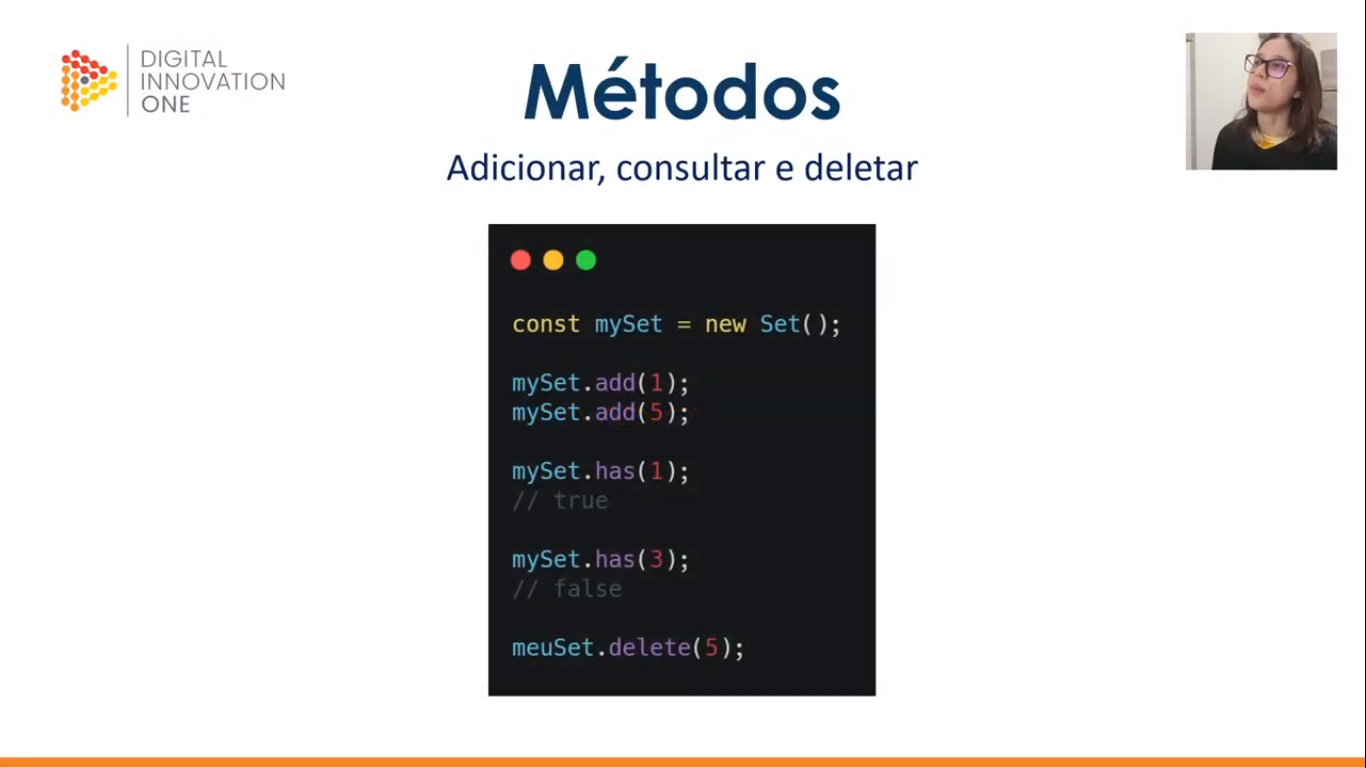 DIGITAL
INNOVATION
ONE
Métodos
Adicionar, consultar e deletar
const mySet = new Set();
mySet.add(1);
mySet.add(5);
mySet.has(1);
// true
mySet.has(3);
// false
meuSet.delete(5);